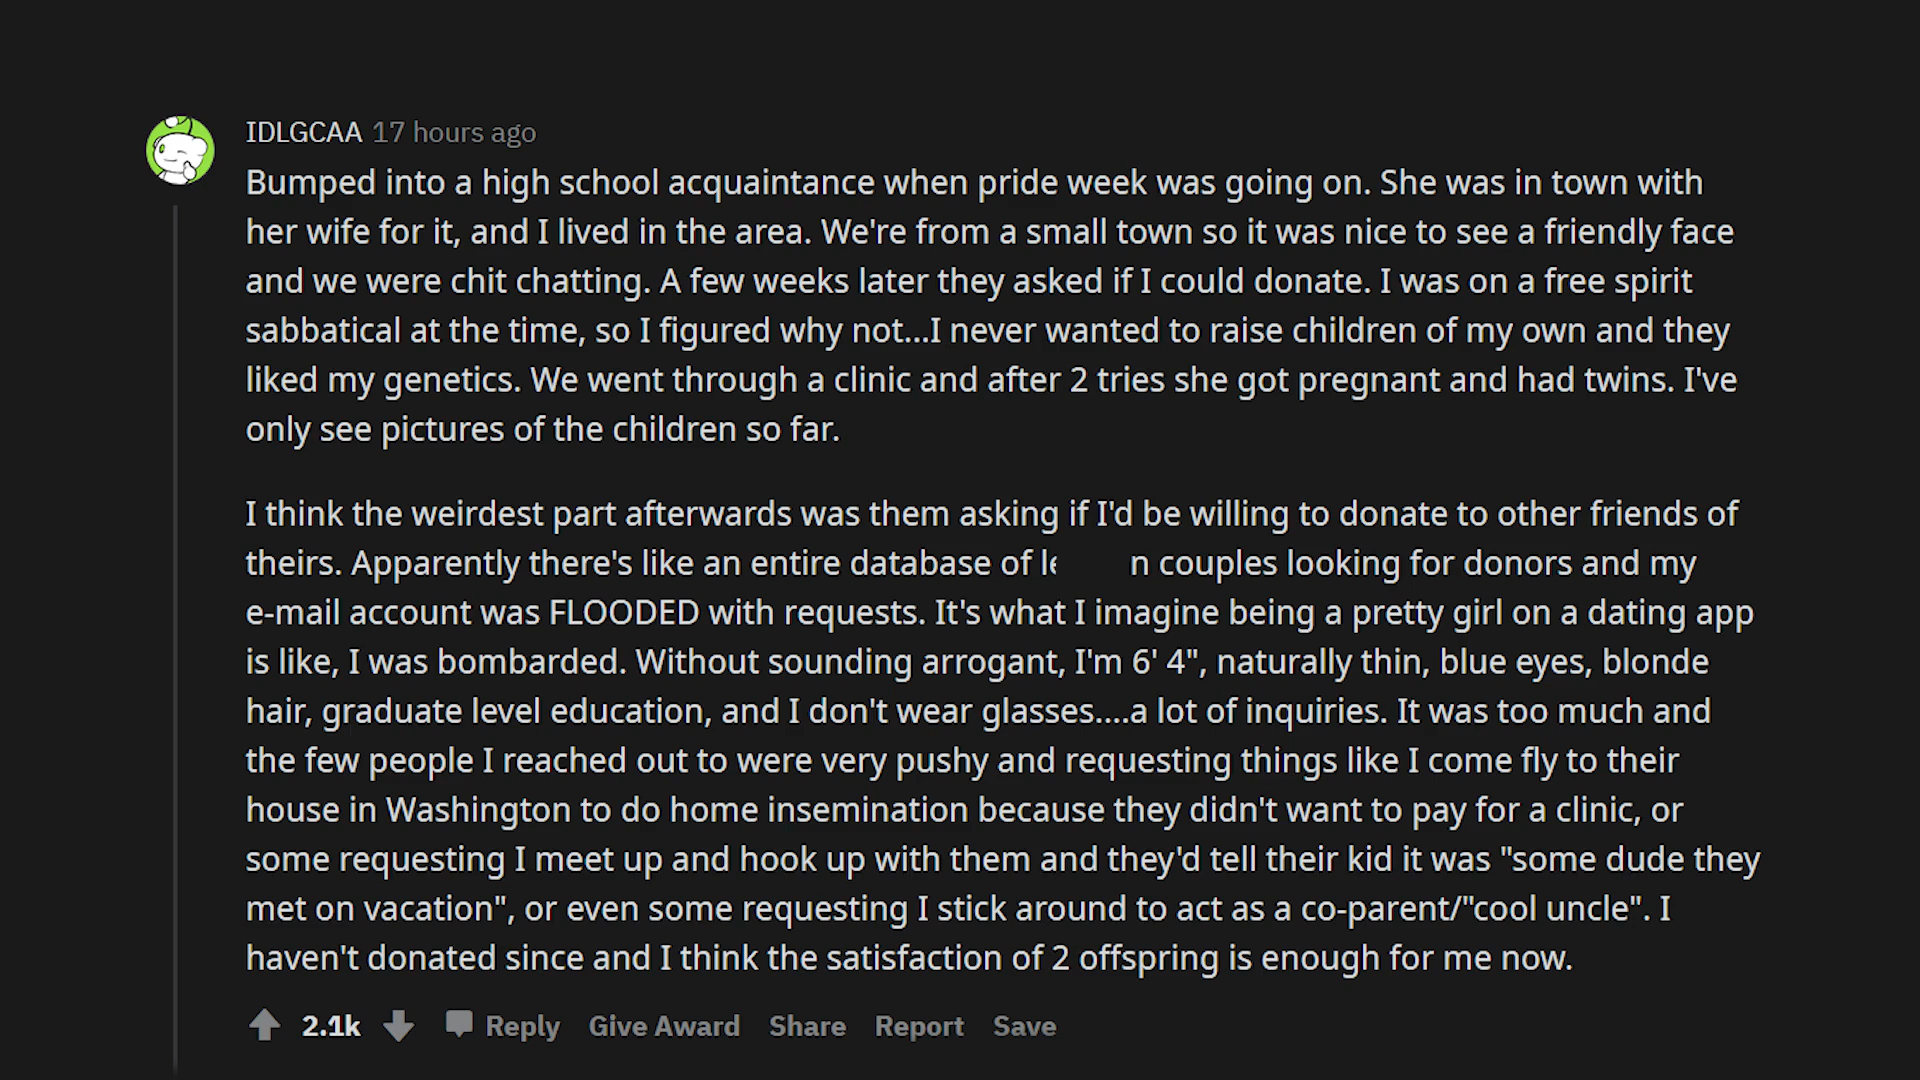 IDLGCAA 17 hours ago
Bumped into a high school acquaintance when pride week was going on. She was in town with
her wife for it, and I lived in the area. We're from a small town so it was nice to see a friendly face
and we were chit chatting. A few weeks later they asked if I could donate. I was on a free spirit
sabbatical at the time, so I figured why not...I never wanted to raise children of my own and they
liked my genetics. We went through a clinic and after 2 tries she got pregnant and had twins. I've
only see pictures of the children so far.
I think the weirdest part afterwards was them asking if I'd be willing to donate to other friends of
theirs. Apparently there's like an entire database of couples looking for donors and my
e-mail account was FLOODED with requests. It's what I imagine being a pretty girl on a dating app
is like, I was bombarded. Without sounding arrogant, I'm 6' 4", naturally thin, blue eyes, blonde
hair, graduate level education, and I don't wear glasses....a lot of inquiries. It was too much and
the few people I reached out to were very pushy and requesting things like I come fly to their
house in Washington to do home insemination because they didn't want to pay for a clinic, or
some requesting I meet up and hook up with them and they'd tell their kid it was "some dude they
met on vacation", or even some requesting I stick around to act as a co-parent/"cool uncle". I
haven't donated since and I think the satisfaction of 2 offspring is enough for me now.
2.1k Reply Give Award Share Report Save